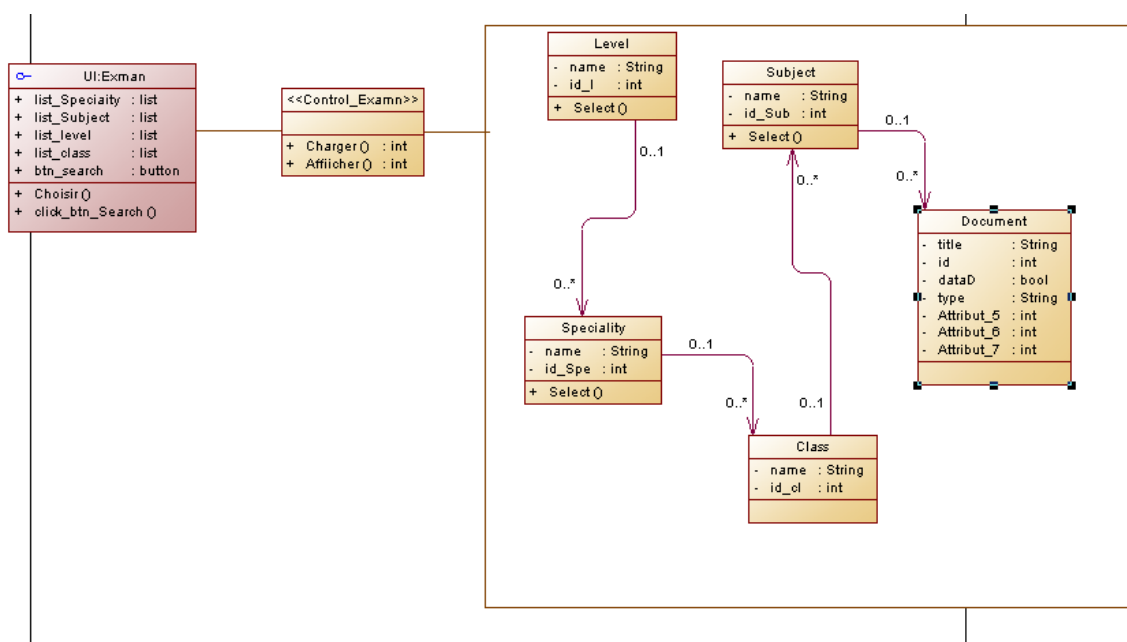 UI:Exman
+ list_Speciaity : list
+ list_Subject : list
+ list_level : list
+ list_class : list
+ btn_search : button
+ Choisir ()
+ click_btn_Search ()
<<Control_Examn>>
+ Charger () : int
+ Affiicher () : int
Level
- name : String
- id_l : int
+ Select ()
0..1
0..*
Subject
- name : String
- id_Sub : int
+ Select ()
0..1
0..*
0..*
Document
- title : String
- id : int
- dataD : bool
- type : String
- Attribut_5 : int
- Attribut_6 : int
- Attribut_7 : int
Speciality
- name : String
- id_Spe : int
+ Select ()
0..1
0..*
0..1
Class
- name : String
- id_cl : int